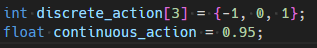 int discrete_action[3] = {-1, 0, 1};
float continuous_action = 0.95;